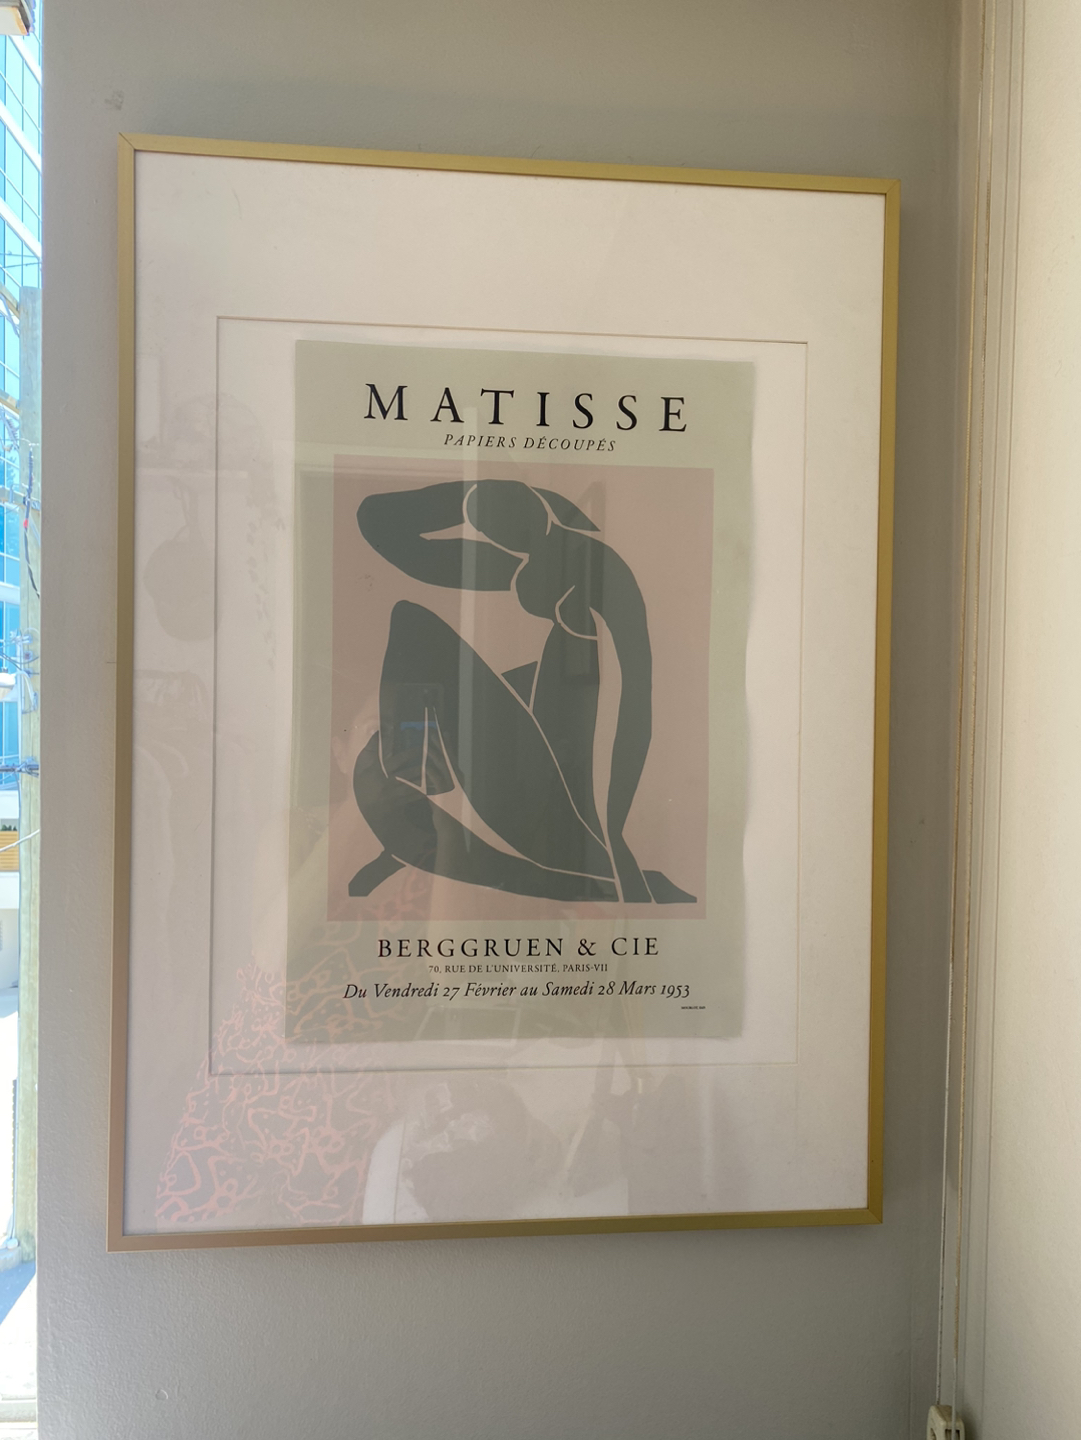 MATISSE
PAPIERS DÉCOUPÉS
BERGGRUEN & CIE
70, RUE DE L'UNIVERSITÉ, PARIS-VII
Du Vendredi 27 Février au Samedi 28 Mars 1953